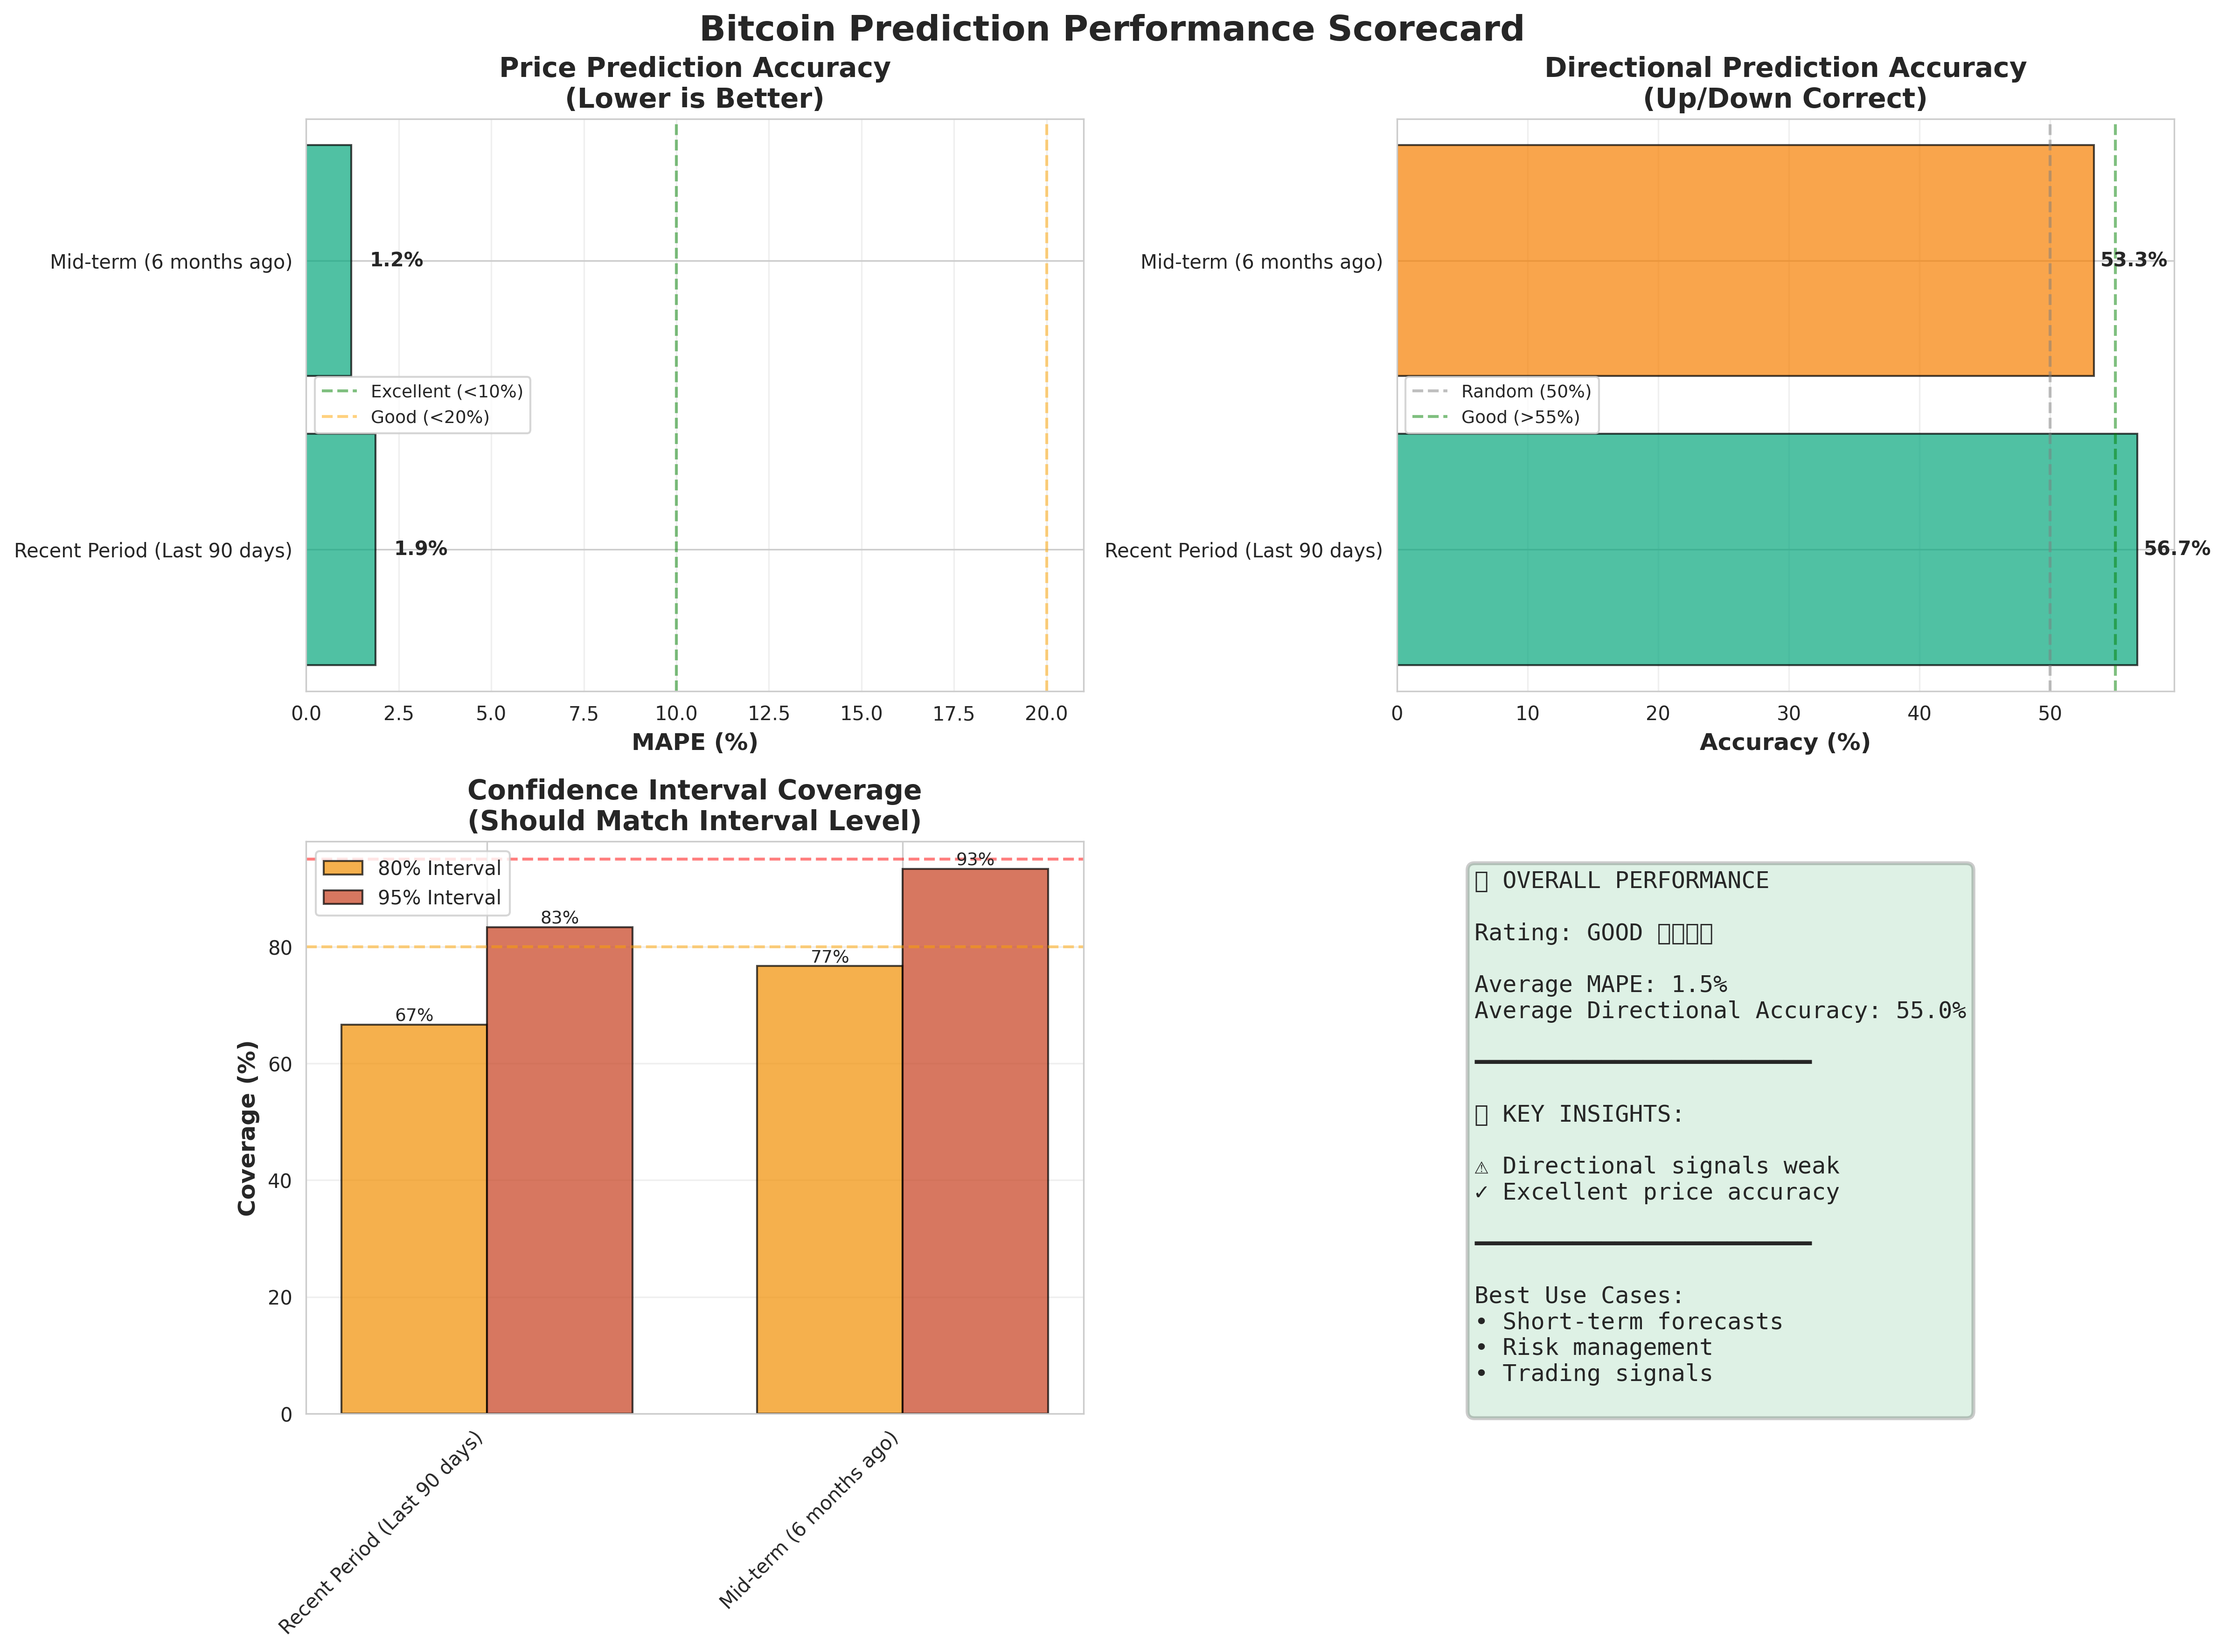 Bitcoin Prediction Performance Scorecard
Price Prediction Accuracy
(Lower is Better)
Mid-term (6 months ago)
1.2%
Excellent (<10%)
Good (<20%)
Recent Period (Last 90 days)
1.9%
0.0 2.5 5.0 7.5 10.0 12.5 15.0 17.5 20.0
MAPE (%)
Directional Prediction Accuracy
(Up/Down Correct)
Mid-term (6 months ago)
53.3%
Random (50%)
Good (>55%)
Recent Period (Last 90 days)
56.7%
0 10 20 30 40 50
Accuracy (%)
Confidence Interval Coverage
(Should Match Interval Level)
80% Interval
95% Interval
67%
83%
77%
93%
80
60
40
20
0
Coverage (%)
Recent Period (Last 90 days)
Mid-term (6 months ago)
OVERALL PERFORMANCE
Rating: GOOD
Average MAPE: 1.5%
Average Directional Accuracy: 55.0%
KEY INSIGHTS:
⚠ Directional signals weak
✓ Excellent price accuracy
Best Use Cases:
• Short-term forecasts
• Risk management
• Trading signals